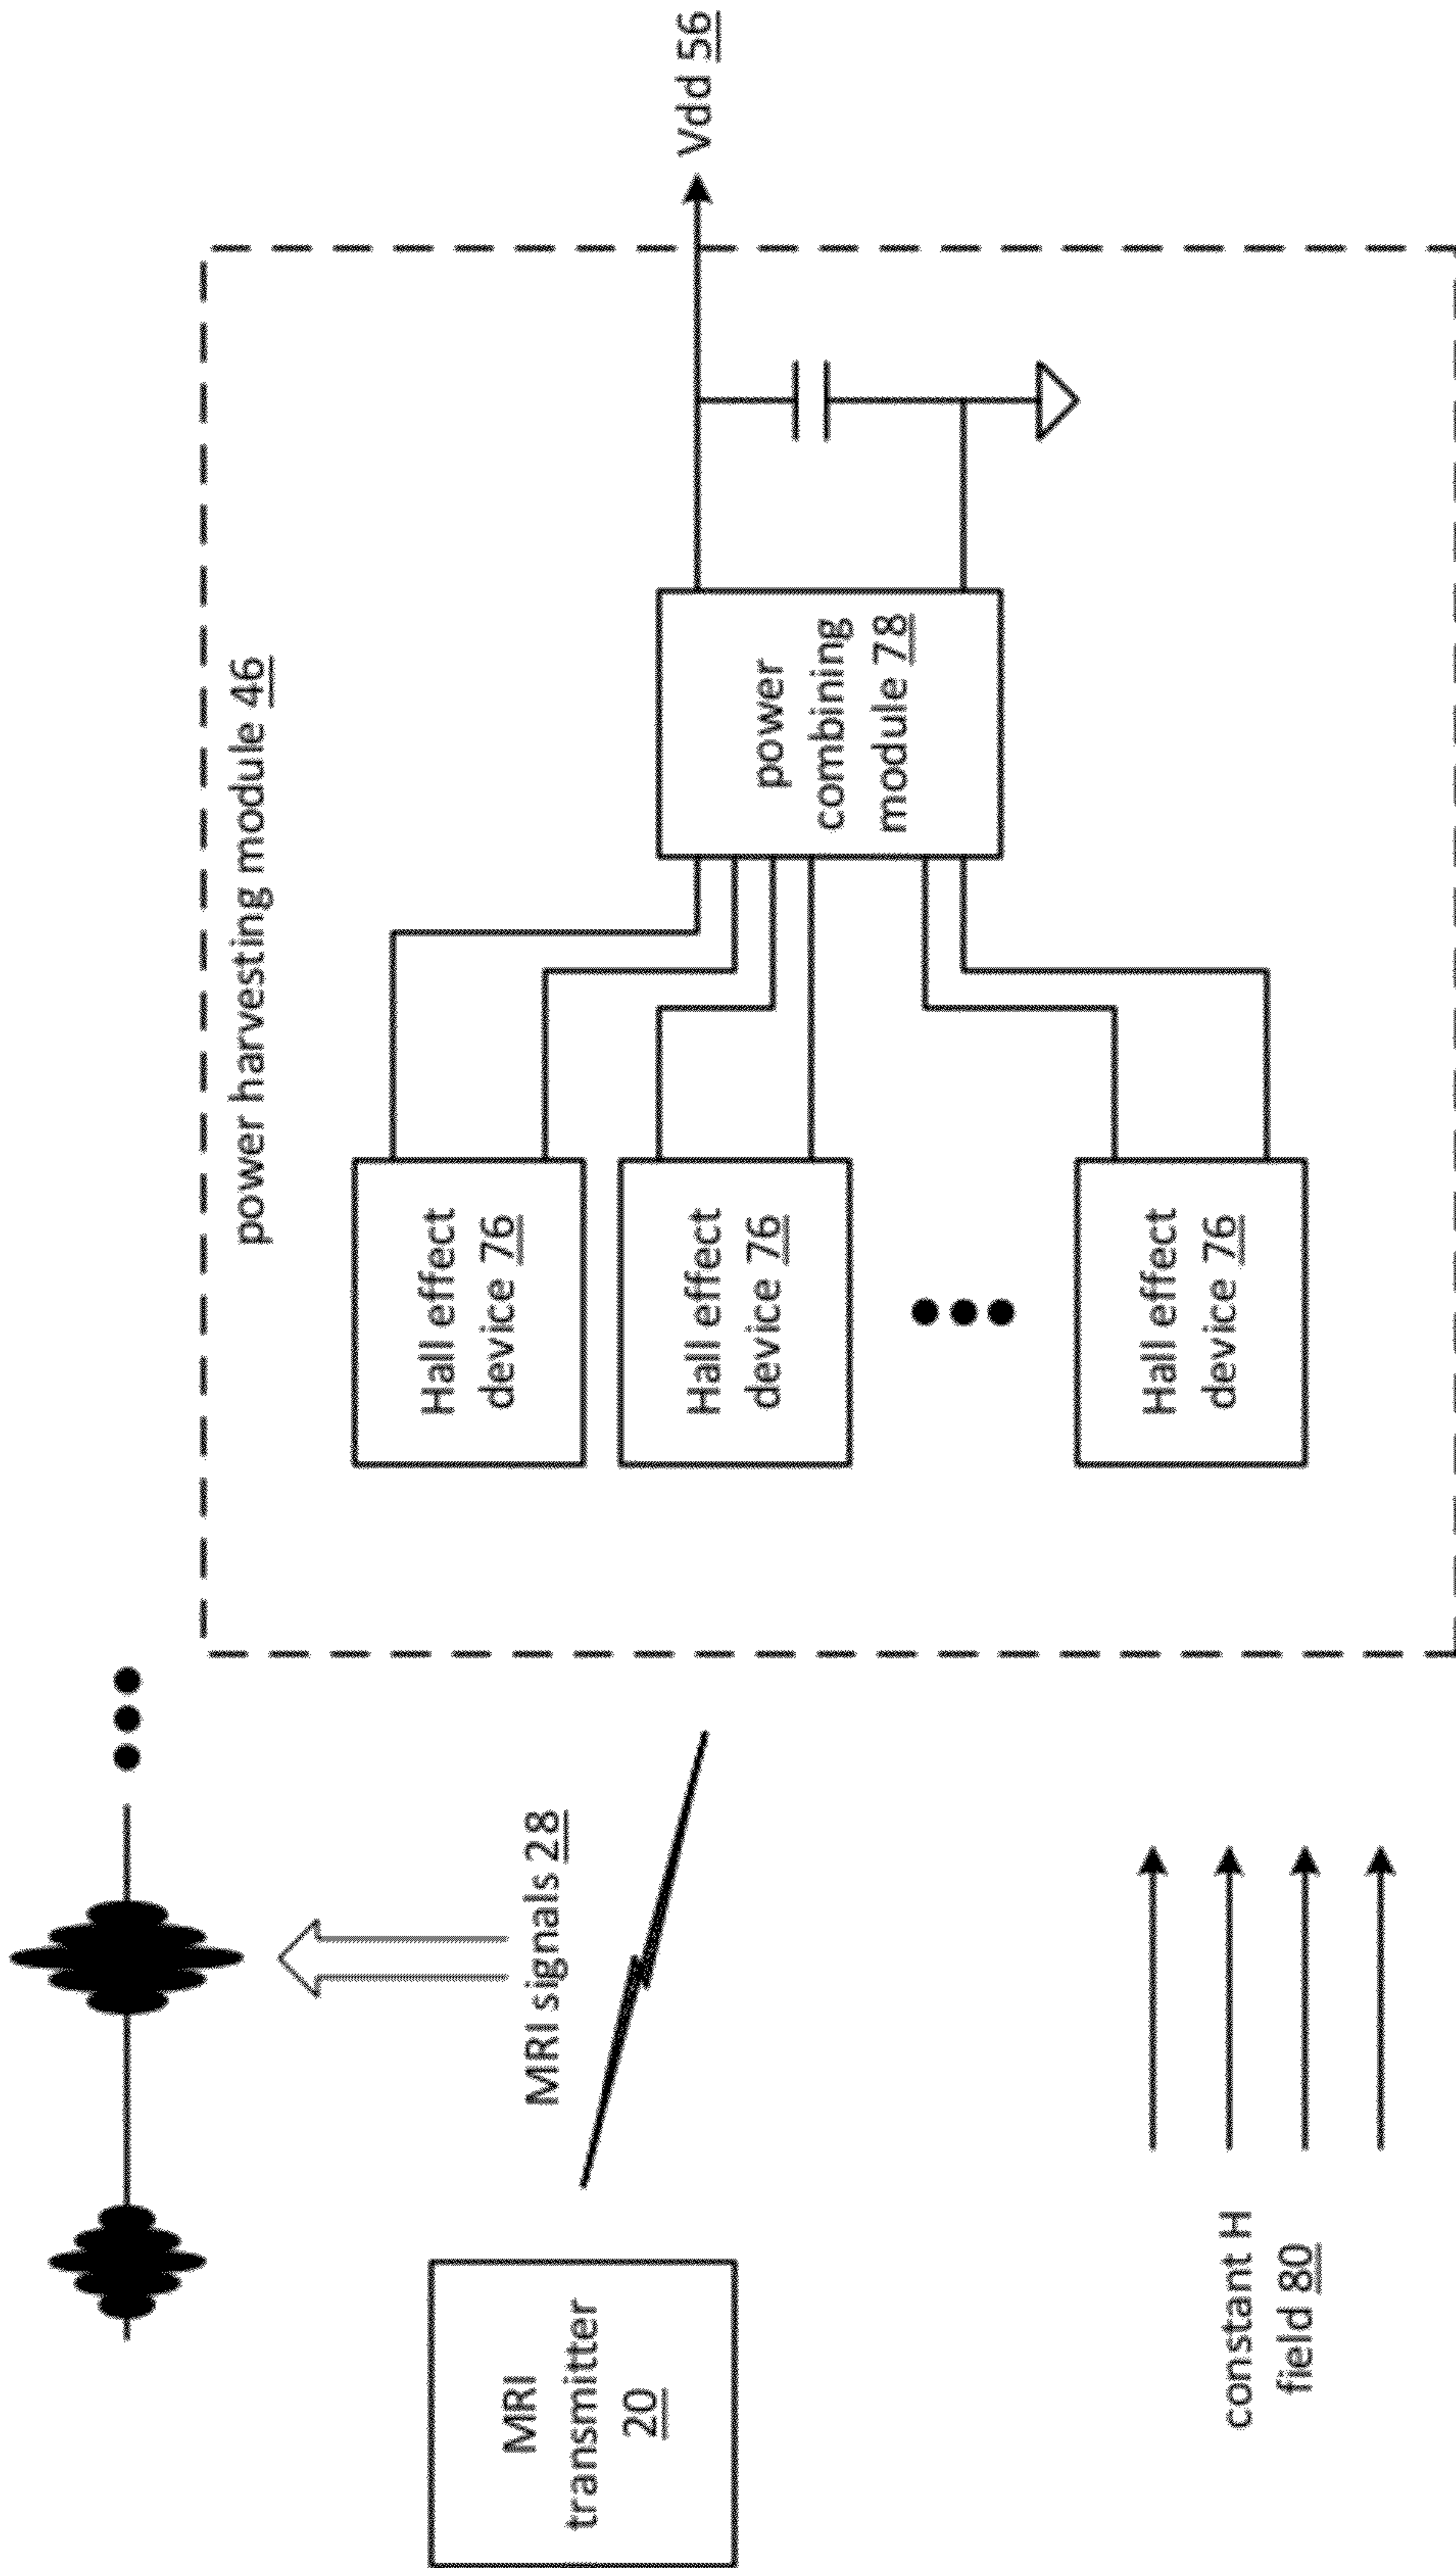 MRI signals 28
MRI
transmitter
20
constant H
field 80
power harvesting module 46
Hall effect
device 76
Hall effect
device 76
Hall effect
device 76
power
combining
module 78
Vdd 56